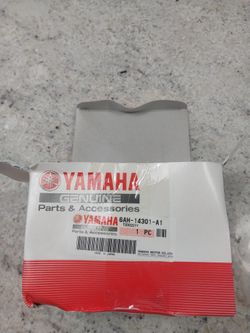 YAMAHA
GENUINE
Parts & Accessories
YAMAHA 6AH-14301-A1
1 PC